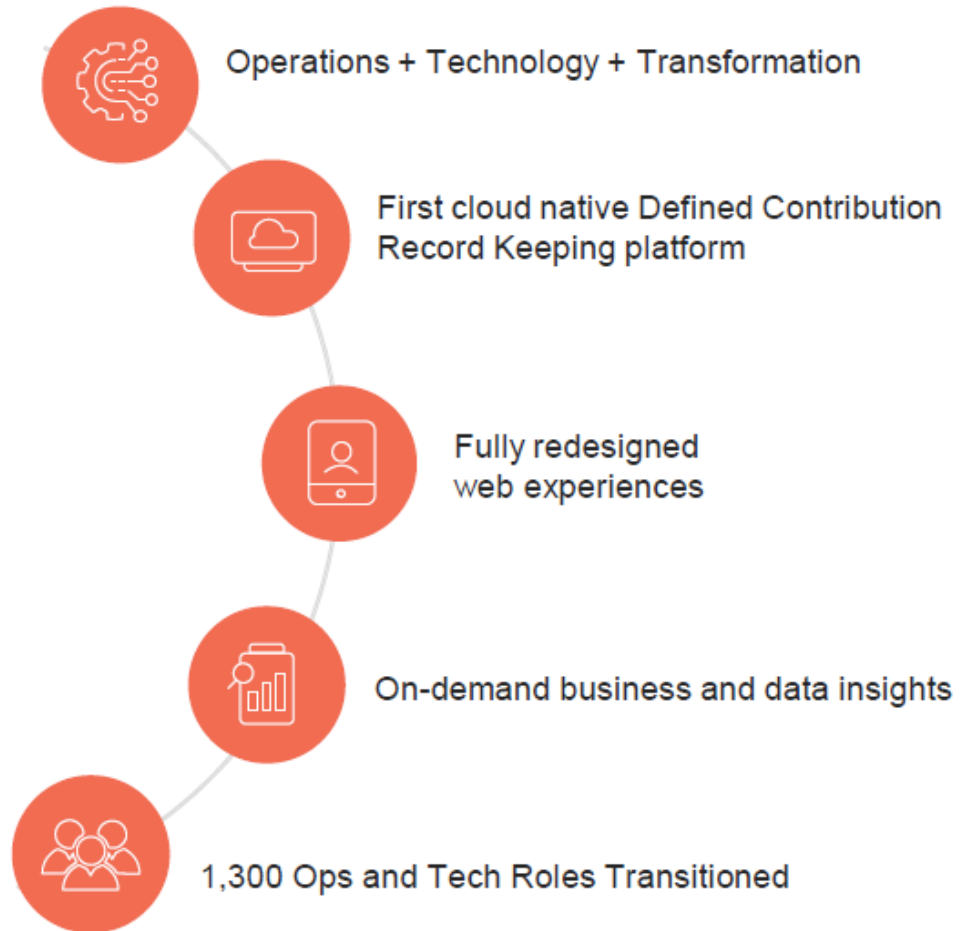 Operations + Technology + Transformation
First cloud native Defined Contribution
Record Keeping platform
Fully redesigned
web experiences
On-demand business and data insights
1,300 Ops and Tech Roles Transitioned